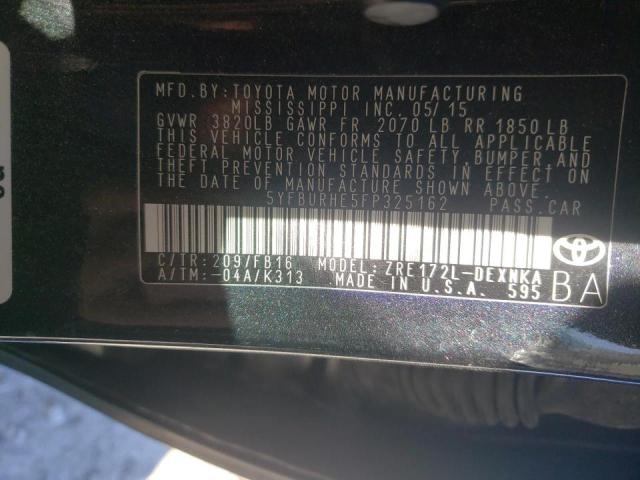 MFD. BY: TOYOTA MOTOR MANUFACTURING
MISSISSIPPI INC. 05/15
GVWR 3820LB GAWR FR 2070 LB RR 1850 LB
THIS VEHICLE CONFORMS TO ALL APPLICABLE
FEDERAL MOTOR VEHICLE SAFETY, BUMPER, AND
THEFT PREVENTION STANDARDS IN EFFECT ON
THE DATE OF MANUFACTURE SHOWN ABOVE.
5YFBURHE5FP325162 PASS. CAR
C/TR: 209/FB16 MODEL: ZRE172L-DEXNKA
A/TM: -04A/K313 MADE IN U.S.A. 595
BA